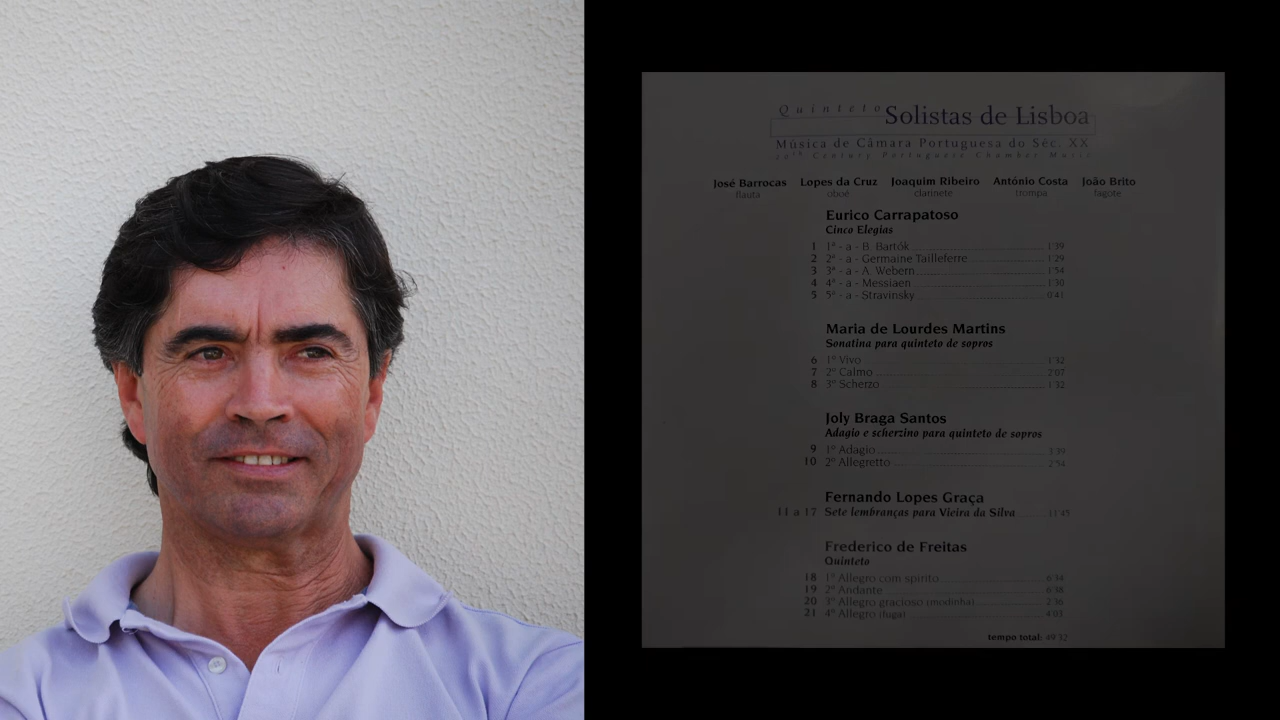 Quinteto Solistas de Lisboa
Música de Câmara Portuguesa do Séc. XX
20th Century Portuguese Chamber Music
José Barrocas Lopes da Cruz Joaquim Ribeiro António Costa João Brito
flauta oboé clarinete trompa fagote
Eurico Carrapatoso
Cinco Elegias
1 1ª - a - B. Bartók 1'39
2 2ª - a - Germaine Tailleferre 1'29
3 3ª - a - A. Webern 1'54
4 4ª - a - Messiaen 1'30
5 5ª - a - Stravinsky 0'41
Maria de Lourdes Martins
Sonatina para quinteto de sopros
6 1º Vivo 1'32
7 2º Calmo 2'07
8 3º Scherzo 1'32
Joly Braga Santos
Adagio e scherzino para quinteto de sopros
9 1º Adagio 3'39
10 2º Allegretto 2'54
Fernando Lopes Graça
11 a 17 Sete lembranças para Vieira da Silva 11'45
Frederico de Freitas
Quinteto
18 1º Allegro com spirito 6'34
19 2º Andante 6'38
20 3º Allegro gracioso (modinha) 2'36
21 4º Allegro (fuga) 4'03
tempo total: 49'32